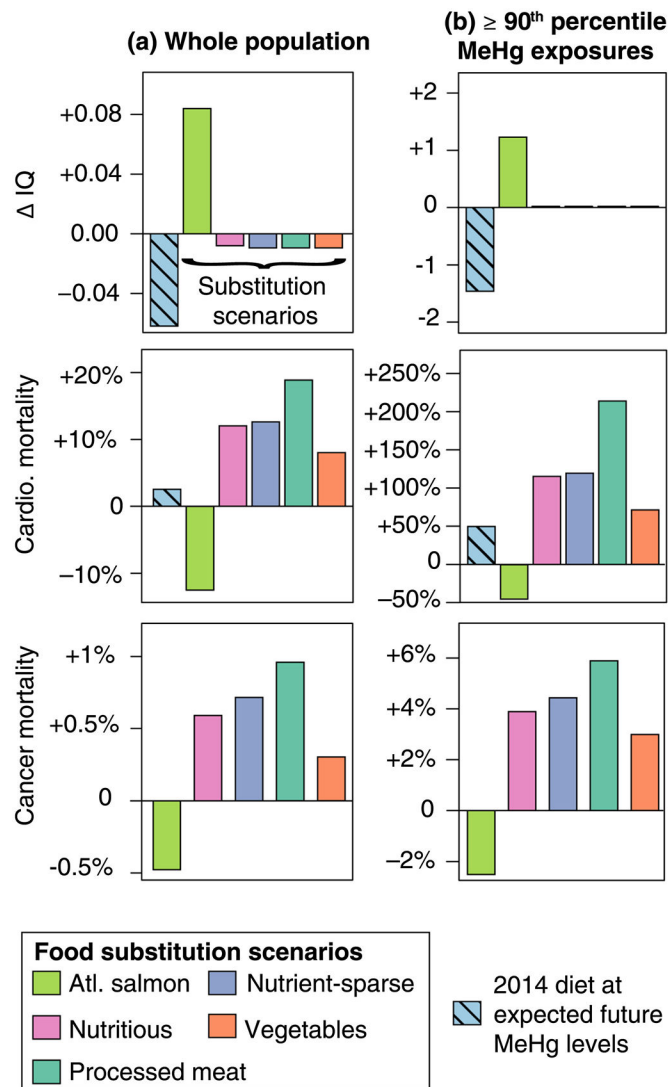 (a) Whole population
(b) ≥ 90th percentile
MeHg exposures
Δ IQ
+0.08
+0.04
0.00
−0.04
Substitution
scenarios
+2
+1
0
-1
-2
Cardio. mortality
+20%
+10%
0
−10%
+250%
+200%
+150%
+100%
+50%
0
−50%
Cancer mortality
+1%
+0.5%
0
-0.5%
+6%
+4%
+2%
0
−2%
Food substitution scenarios
Atl. salmon
Nutrient-sparse
Nutritious
Vegetables
Processed meat
2014 diet at
expected future
MeHg levels